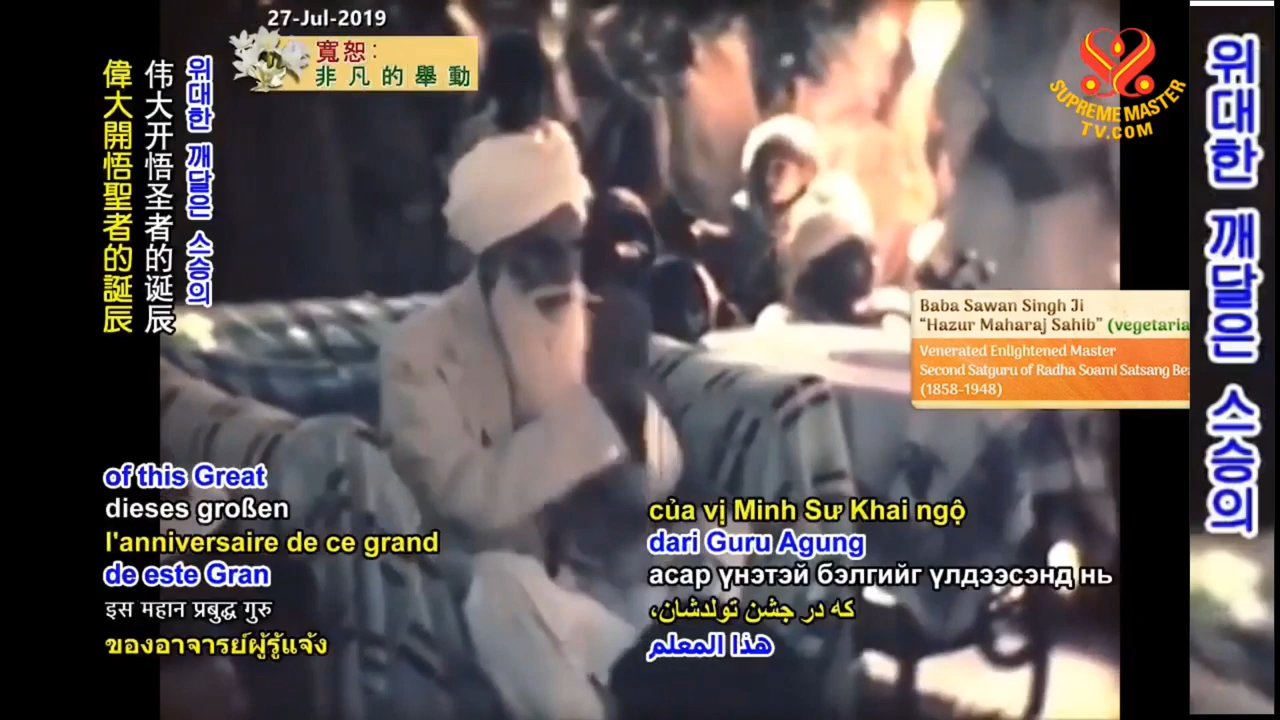 27-Jul-2019
寬恕:
非凡的舉動
SUPREME MASTER
TV.COM
위대한 깨달은 스승의
伟大开悟圣者的诞辰
偉大開悟聖者的誕辰
위대한 깨달은 스승의
Baba Sawan Singh Ji
“Hazur Maharaj Sahib” (vegetaria
Venerated Enlightened Master
Second Satguru of Radha Soami Satsang Bea
(1858-1948)
of this Great
dieses großen
l'anniversaire de ce grand
de este Gran
इस महान प्रबुद्ध गुरु
ของอาจารย์ผู้รู้แจ้ง
của vị Minh Sư Khai ngộ
dari Guru Agung
асар үнэтэй бэлгийг үлдээсэнд нь
که در جشن تولدشان،
هذا المعلم